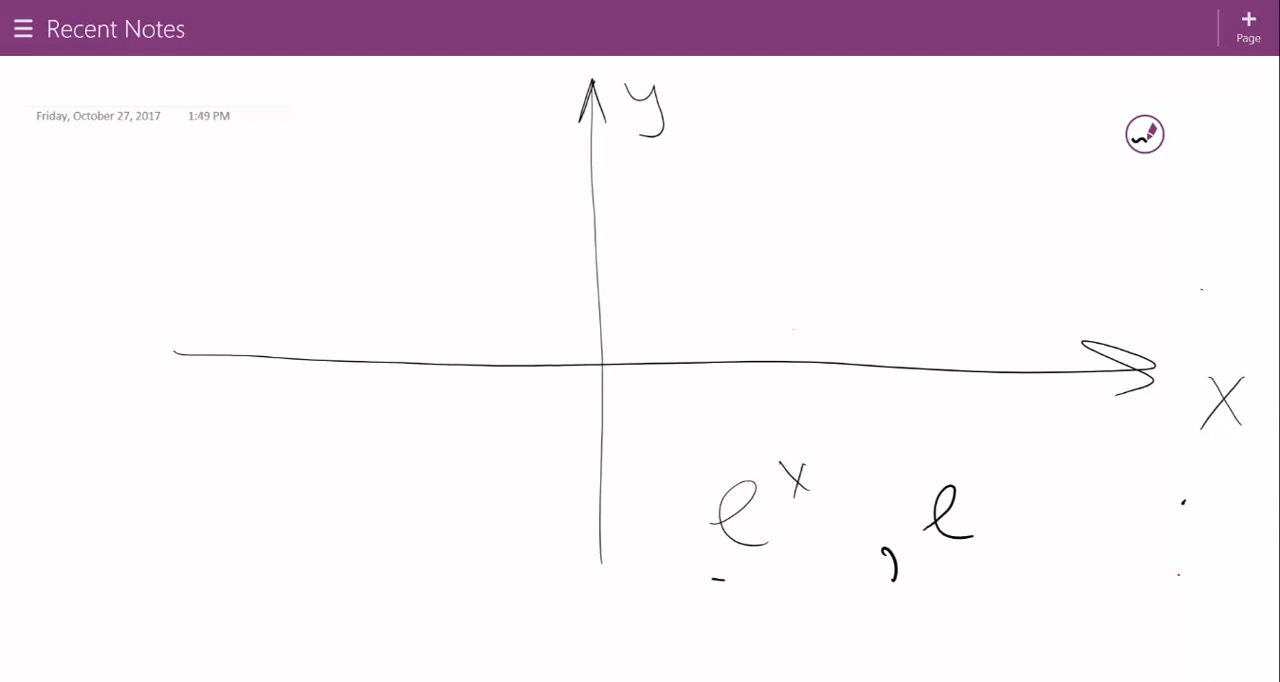 Recent Notes
Page
Friday, October 27, 2017 1:49 PM
y
x
e^x , e